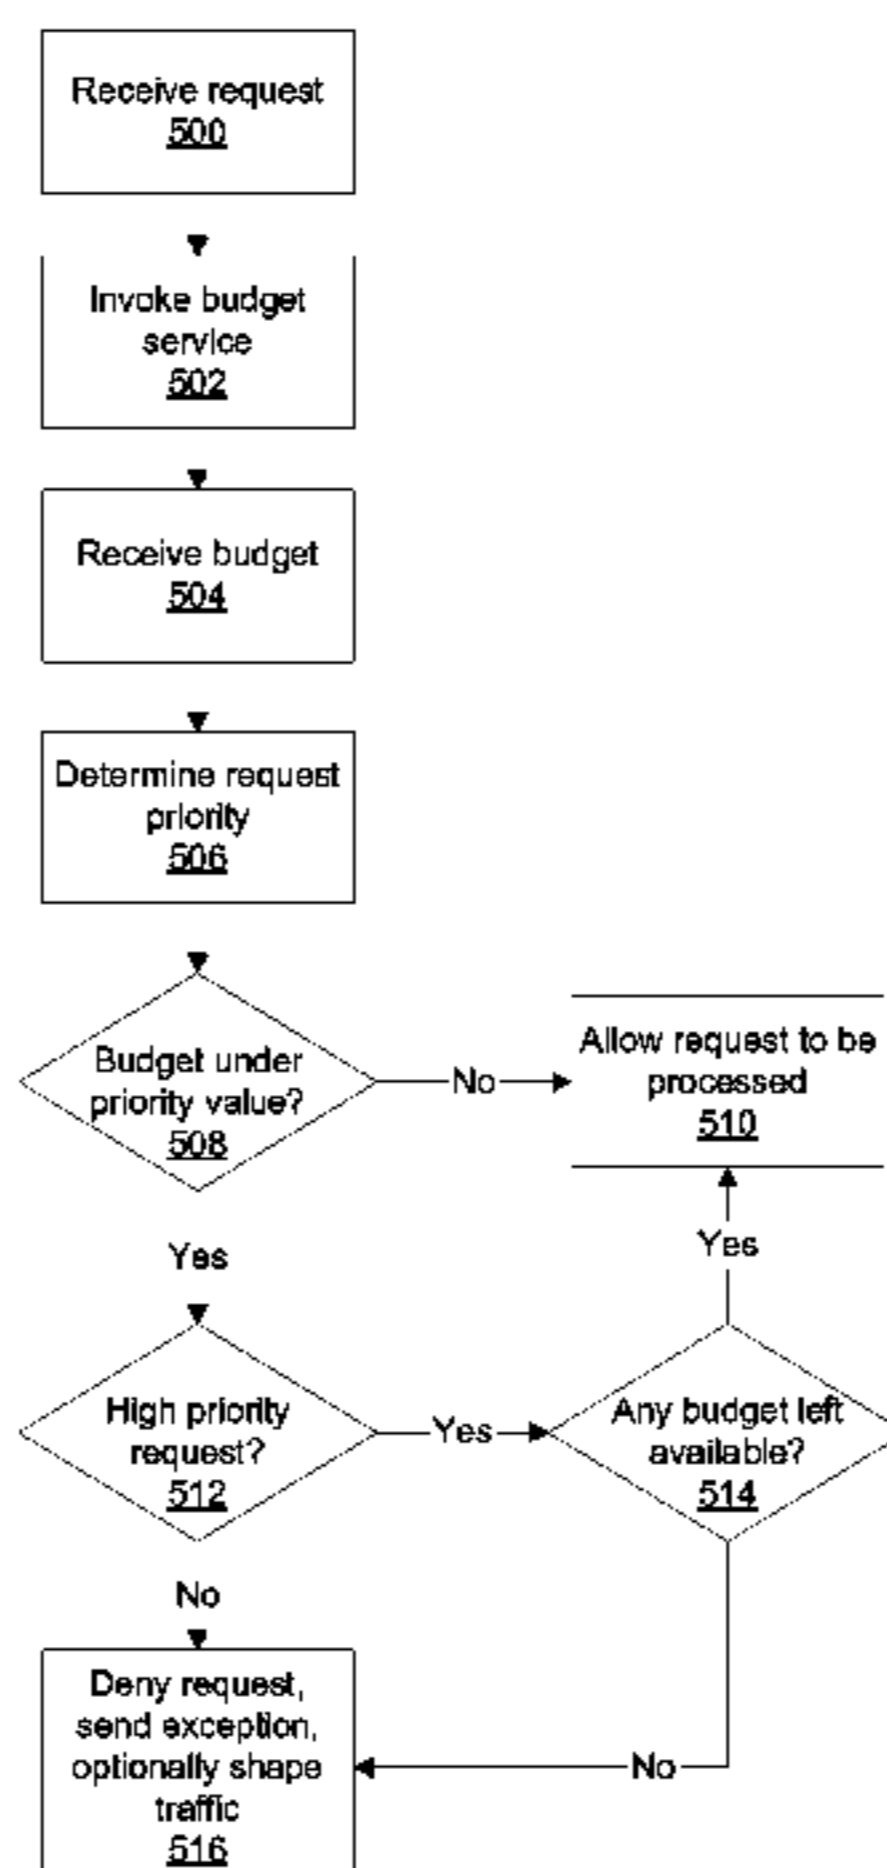 Receive request
500
Invoke budget
service
502
Receive budget
504
Determine request
priority
506
Budget under
priority value?
508
No
Allow request to be
processed
510
Yes
Yes
High priority
request?
512
Yes
Any budget left
available?
514
No
Deny request,
send exception,
optionally shape
traffic
516
No